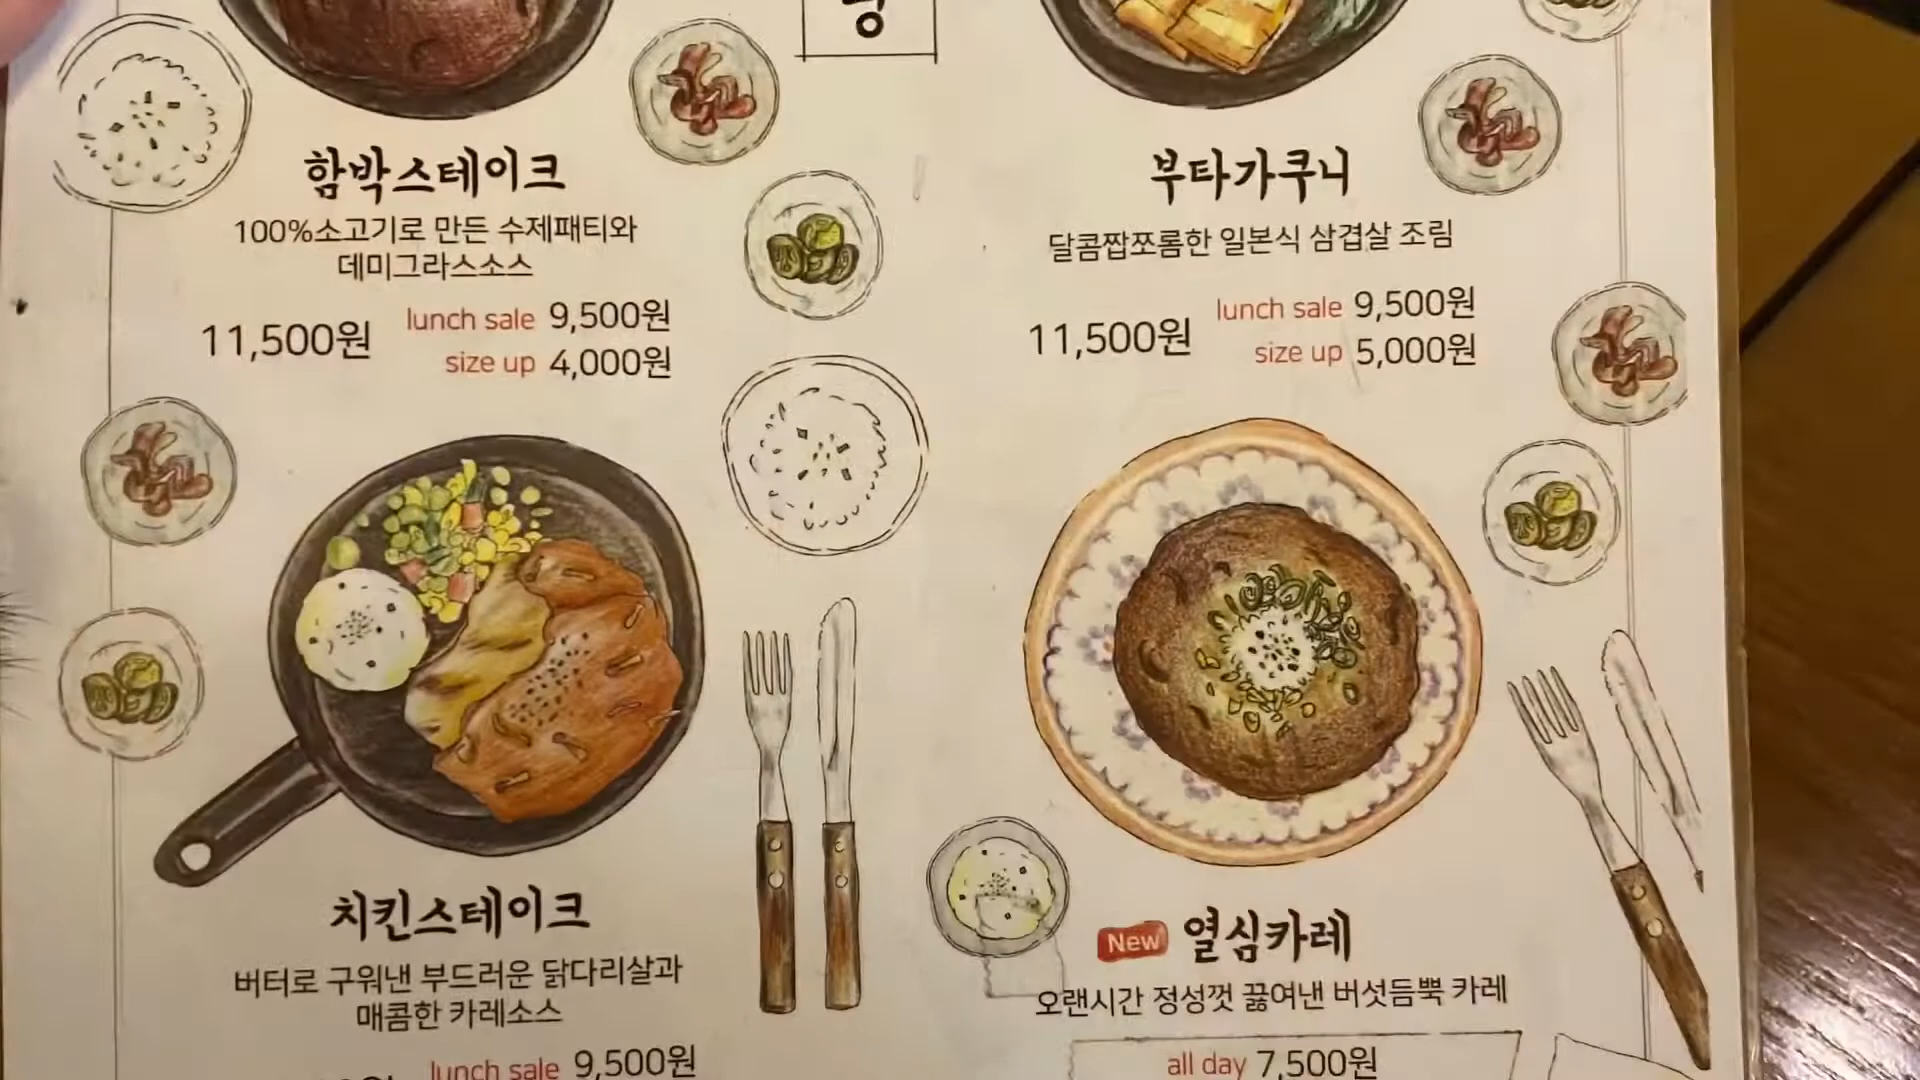 함박스테이크
100%소고기로 만든 수제패티와
데미그라스소스
11,500원
lunch sale 9,500원
size up 4,000원
부타가쿠니
달콤짭쪼롬한 일본식 삼겹살 조림
11,500원
lunch sale 9,500원
size up 5,000원
치킨스테이크
버터로 구워낸 부드러운 닭다리살과
매콤한 카레소스
lunch sale 9,500원
New 열심카레
오랜시간 정성껏 끓여낸 버섯듬뿍 카레
all day 7,500원